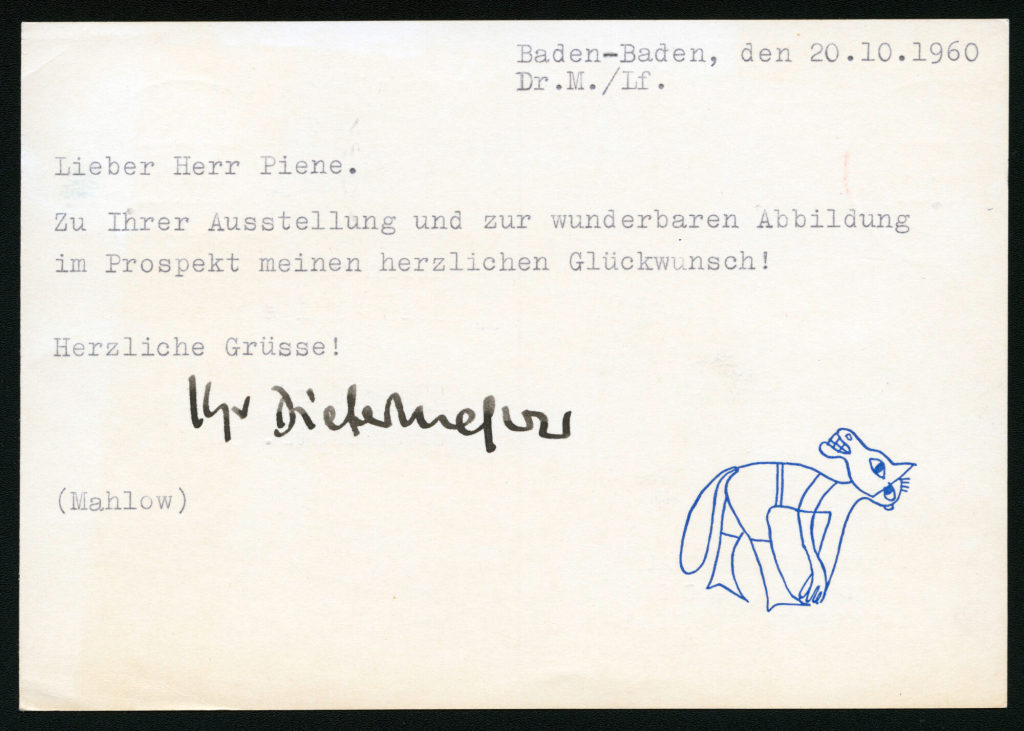 Baden-Baden, den 20.10.1960
Dr.M./Lf.
Lieber Herr Piene.
Zu Ihrer Ausstellung und zur wunderbaren Abbildung
im Prospekt meinen herzlichen Glückwunsch!
Herzliche Grüsse!
Ihr Dieter Mahlow
(Mahlow)